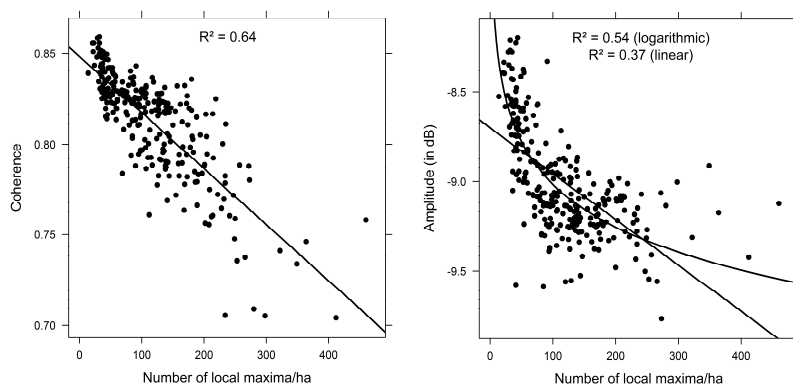 R² = 0.64
0.85
0.80
0.75
0.70
Coherence
0
100
200
300
400
Number of local maxima/ha
R² = 0.54 (logarithmic)
R² = 0.37 (linear)
-8.5
-9.0
-9.5
Amplitude (in dB)
0
100
200
300
400
Number of local maxima/ha